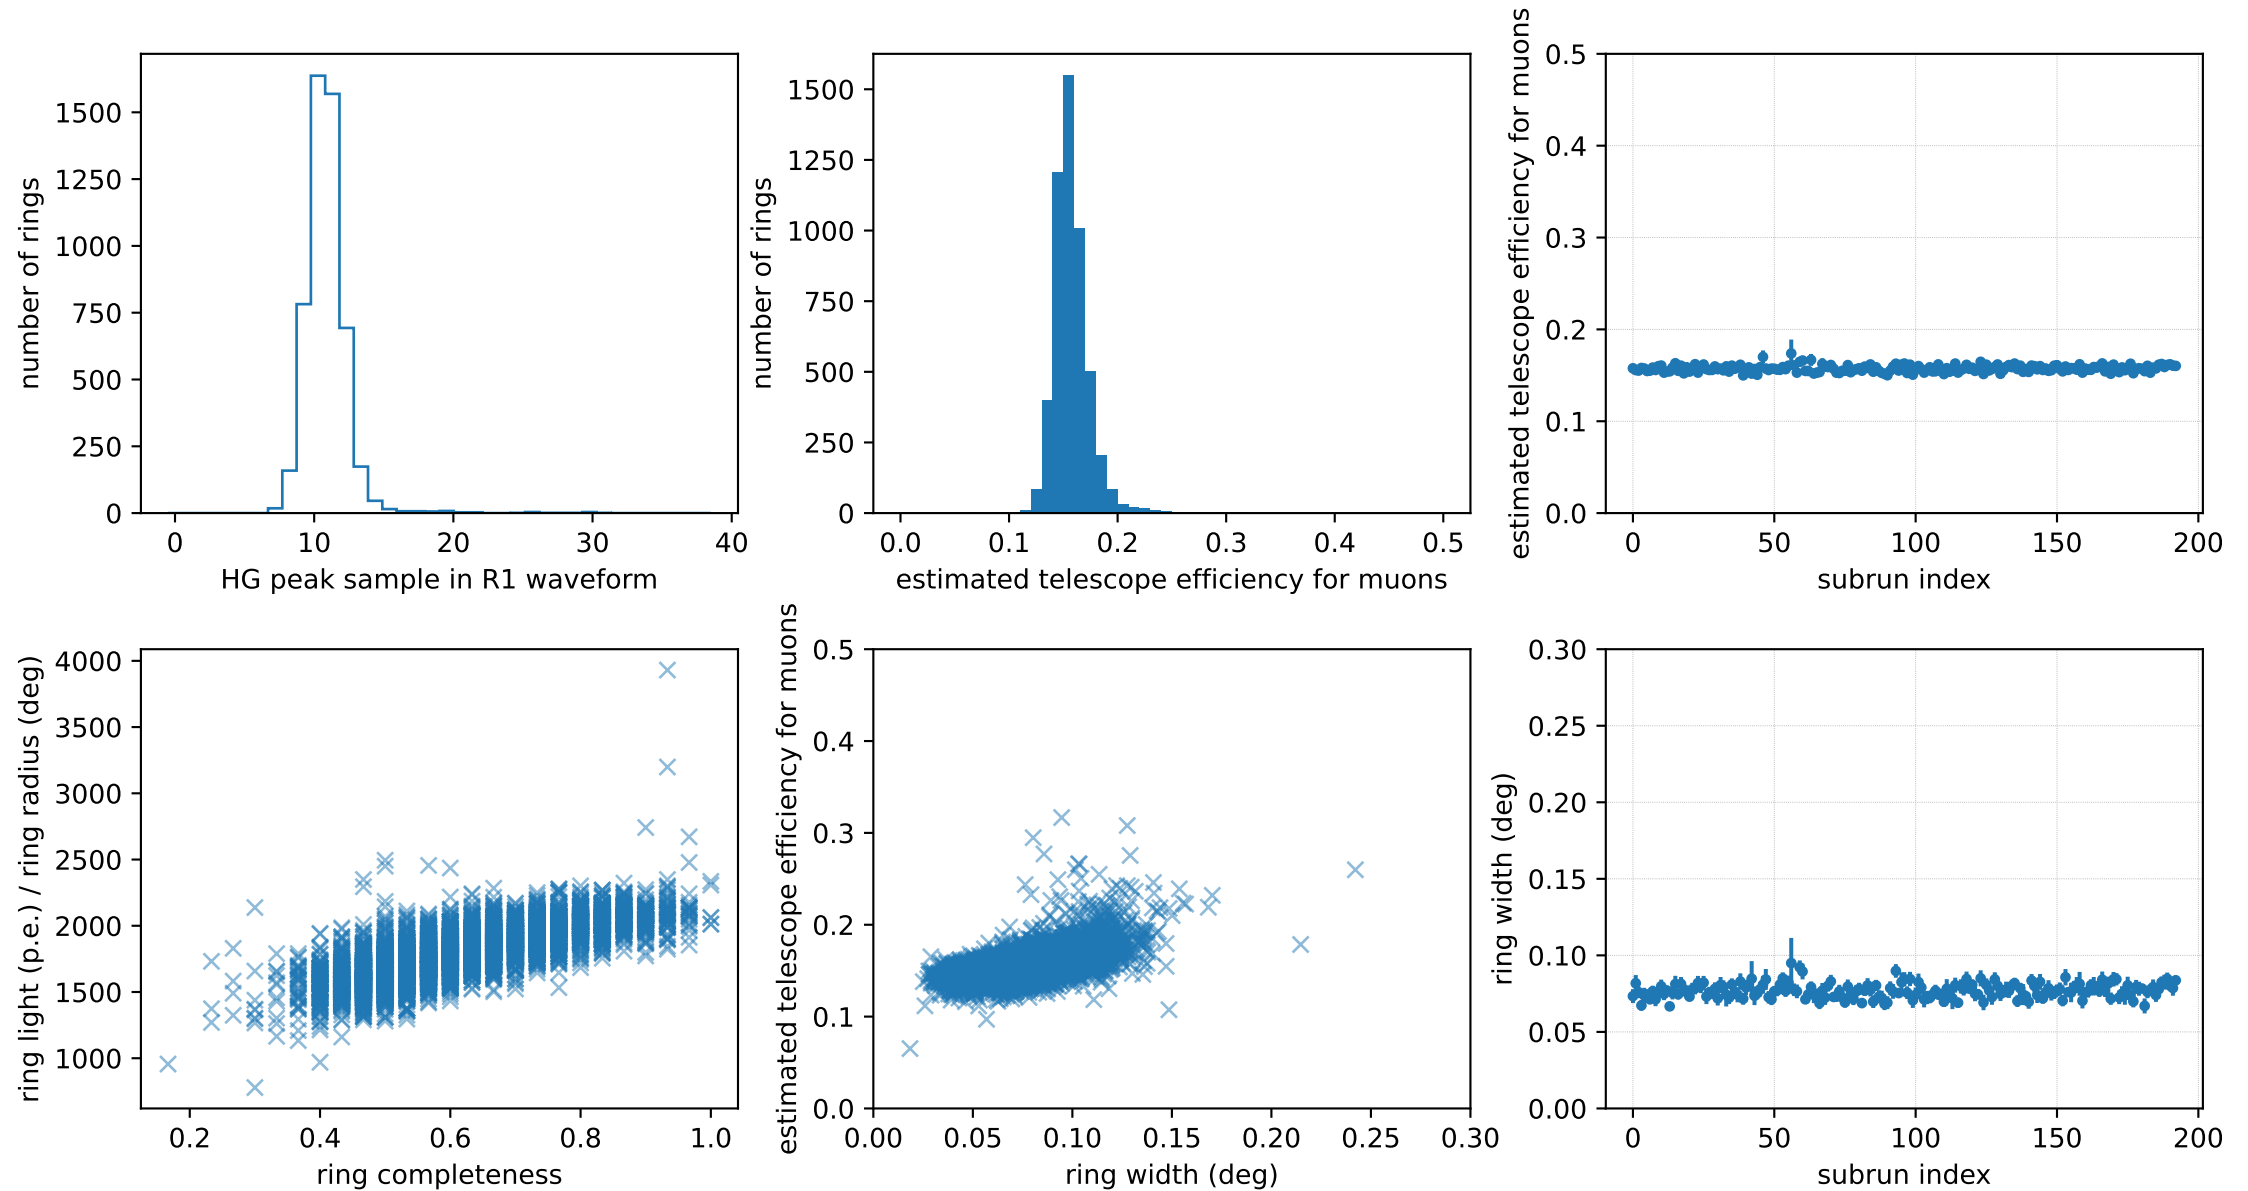 number of rings
1500
1250
1000
750
500
250
0
0 10 20 30 40
HG peak sample in R1 waveform
number of rings
1500
1250
1000
750
500
250
0
0.0 0.1 0.2 0.3 0.4 0.5
estimated telescope efficiency for muons
estimated telescope efficiency for muons
0.5
0.4
0.3
0.2
0.1
0.0
0 50 100 150 200
subrun index
ring light (p.e.) / ring radius (deg)
4000
3500
3000
2500
2000
1500
1000
0.2 0.4 0.6 0.8 1.0
ring completeness
estimated telescope efficiency for muons
0.5
0.4
0.3
0.2
0.1
0.0
0.00 0.05 0.10 0.15 0.20 0.25 0.30
ring width (deg)
ring width (deg)
0.30
0.25
0.20
0.15
0.10
0.05
0.00
0 50 100 150 200
subrun index